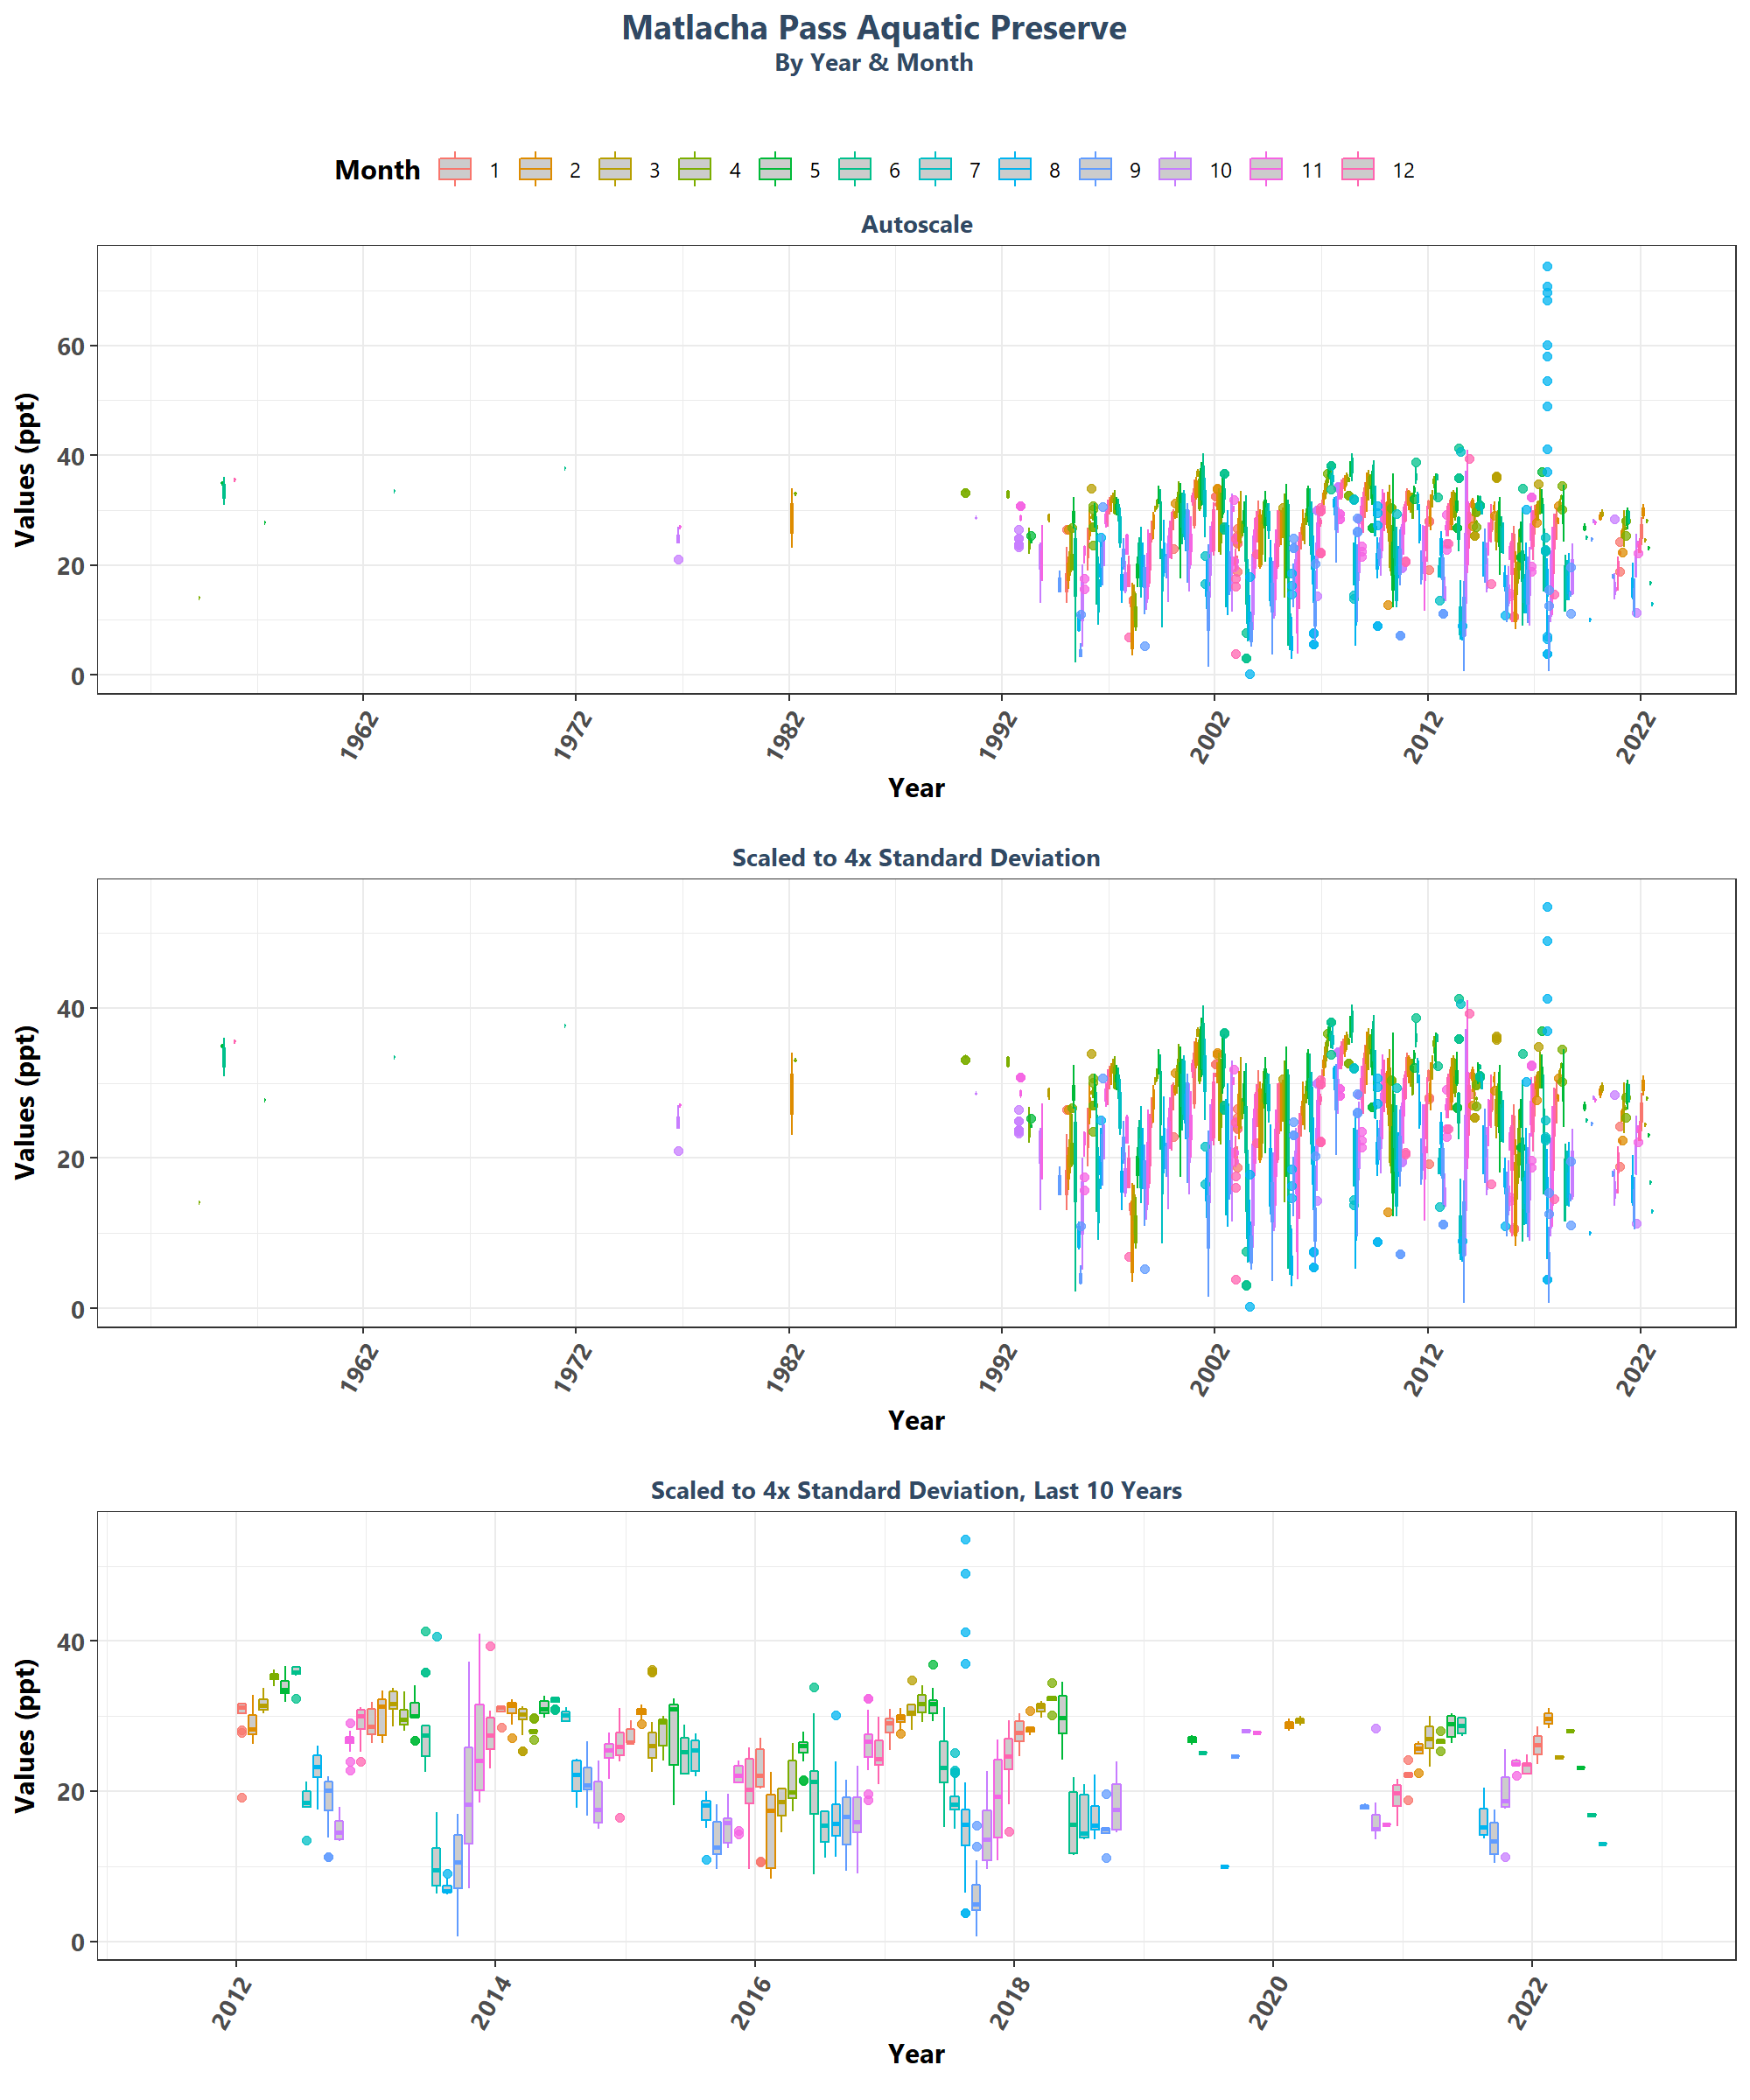 Matlacha Pass Aquatic Preserve
By Year & Month
Month 1 2 3 4 5 6 7 8 9 10 11 12
Autoscale
Values (ppt)
60
40
20
0
1962 1972 1982 1992 2002 2012 2022
Year
Scaled to 4x Standard Deviation
Values (ppt)
40
20
0
1962 1972 1982 1992 2002 2012 2022
Year
Scaled to 4x Standard Deviation, Last 10 Years
Values (ppt)
40
20
0
2012 2014 2016 2018 2020 2022
Year